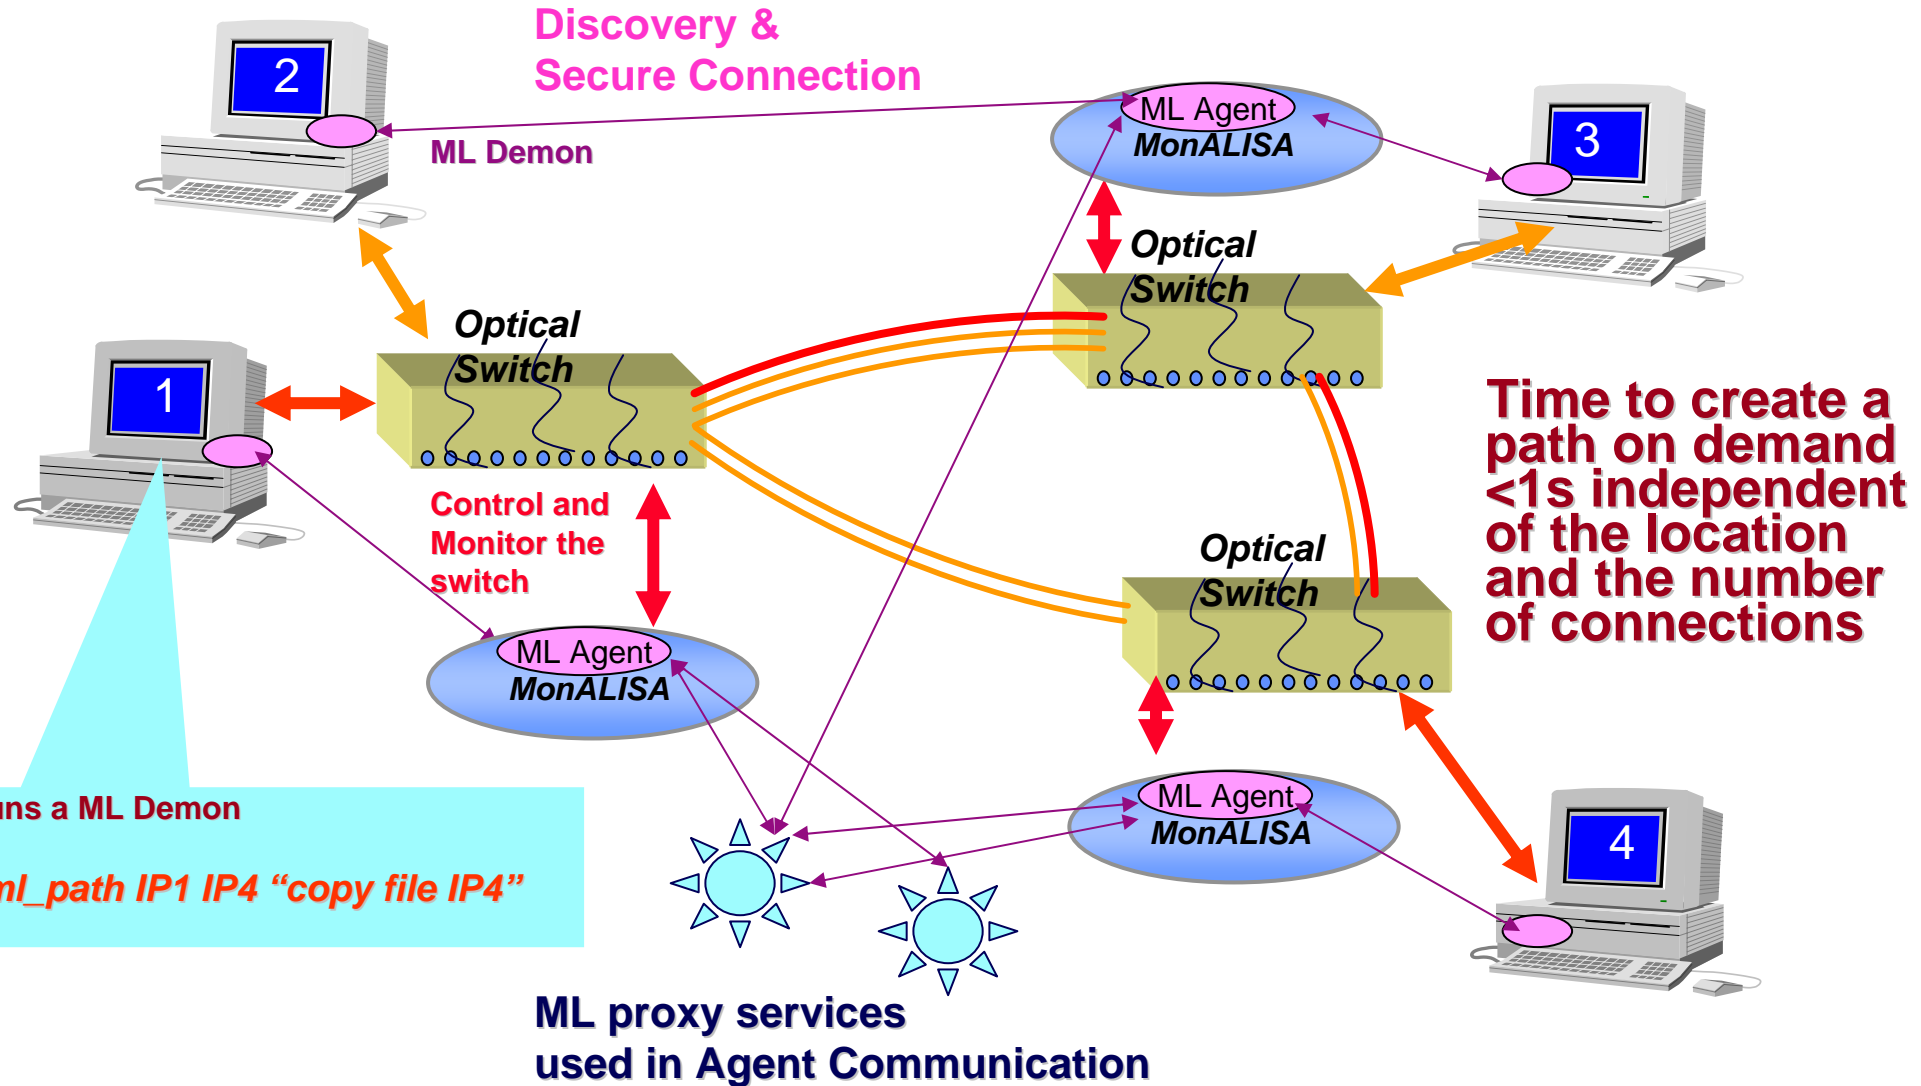 Discovery &
Secure Connection
2
ML Demon
ML Agent
MonALISA
3
Optical
Switch
Optical
Switch
1
Time to create a
path on demand
<1s independent
of the location
and the number
of connections
Control and
Monitor the
switch
Optical
Switch
ML Agent
MonALISA
ML Agent
MonALISA
4
a ML Demon
ml_path IP1 IP4 “copy file IP4”
ML proxy services
used in Agent Communication